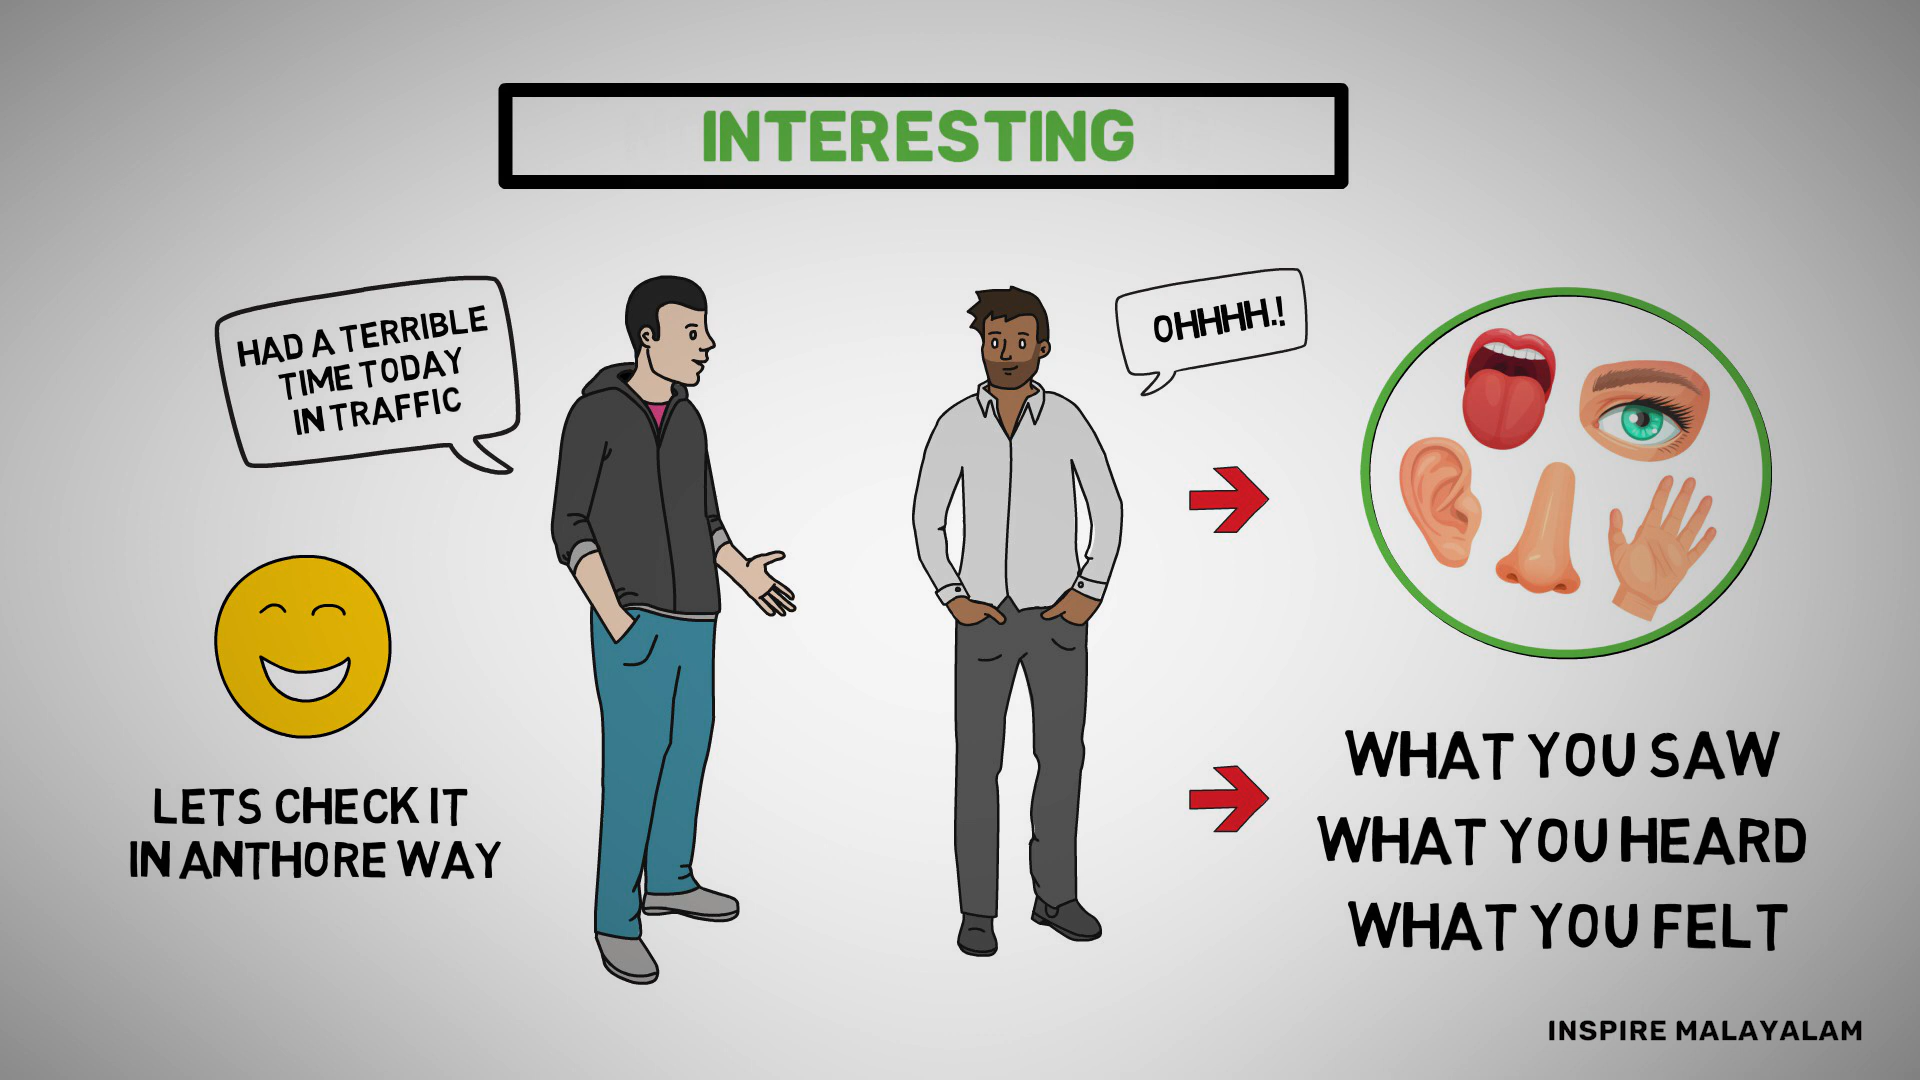 INTERESTING
HAD A TERRIBLE
TIME TODAY
IN TRAFFIC
OHHHH.!
LETS CHECK IT
IN ANTHORE WAY
WHAT YOU SAW
WHAT YOU HEARD
WHAT YOU FELT
INSPIRE MALAYALAM